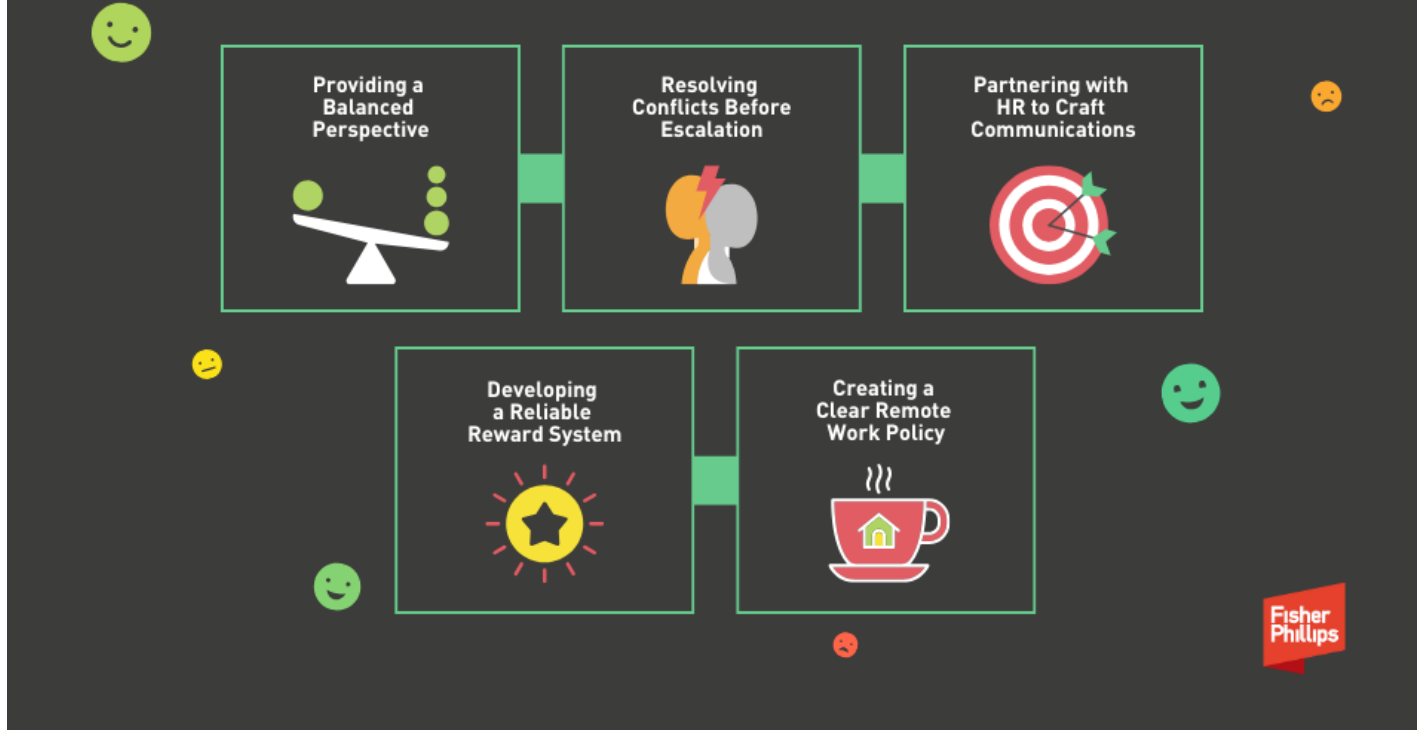 Providing a
Balanced
Perspective
Resolving
Conflicts Before
Escalation
Partnering with
HR to Craft
Communications
Developing
a Reliable
Reward System
Creating a
Clear Remote
Work Policy
Fisher
Phillips